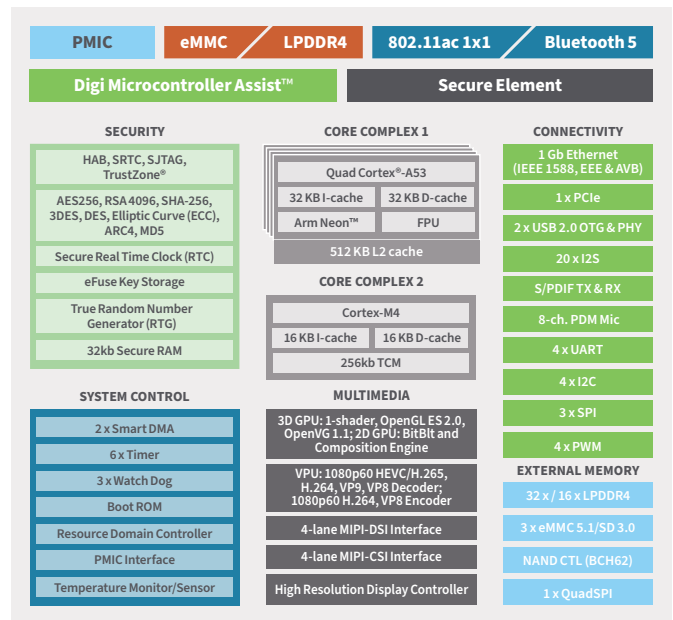 PMIC
eMMC
LPDDR4
802.11ac 1x1
Bluetooth 5
Digi Microcontroller Assist™
Secure Element
SECURITY
HAB, SRTC, SJTAG,
TrustZone®
AES256, RSA 4096, SHA-256,
3DES, DES, Elliptic Curve (ECC),
ARC4, MD5
Secure Real Time Clock (RTC)
eFuse Key Storage
True Random Number
Generator (RTG)
32kb Secure RAM
SYSTEM CONTROL
2 x Smart DMA
6 x Timer
3 x Watch Dog
Boot ROM
Resource Domain Controller
PMIC Interface
Temperature Monitor/Sensor
CORE COMPLEX 1
Quad Cortex®-A53
32 KB I-cache
32 KB D-cache
Arm Neon™
FPU
512 KB L2 cache
CORE COMPLEX 2
Cortex-M4
16 KB I-cache
16 KB D-cache
256kb TCM
MULTIMEDIA
3D GPU: 1-shader, OpenGL ES 2.0,
OpenVG 1.1; 2D GPU: BitBlt and
Composition Engine
VPU: 1080p60 HEVC/H.265,
H.264, VP9, VP8 Decoder;
1080p60 H.264, VP8 Encoder
4-lane MIPI-DSI Interface
4-lane MIPI-CSI Interface
High Resolution Display Controller
CONNECTIVITY
1 Gb Ethernet
(IEEE 1588, EEE & AVB)
1 x PCIe
2 x USB 2.0 OTG & PHY
20 x I2S
S/PDIF TX & RX
8-ch. PDM Mic
4 x UART
4 x I2C
3 x SPI
4 x PWM
EXTERNAL MEMORY
32 x / 16 x LPDDR4
3 x eMMC 5.1/SD 3.0
NAND CTL (BCH62)
1 x QuadSPI